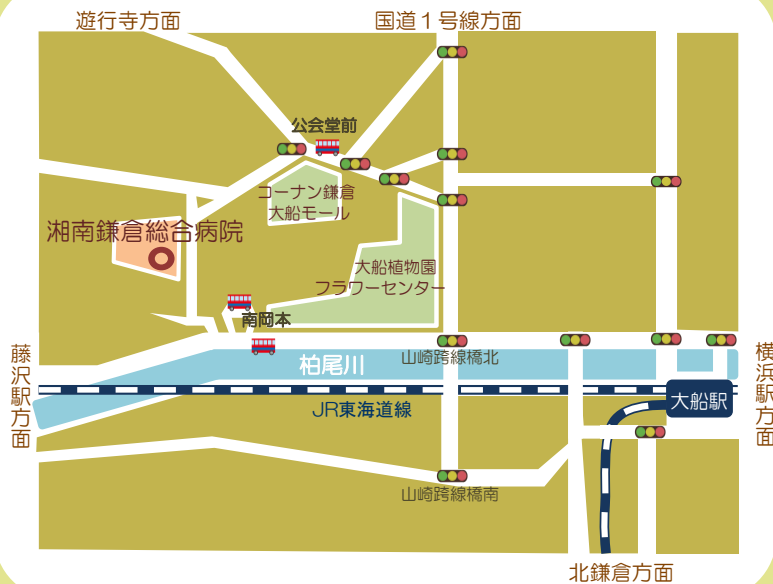 遊行寺方面
国道１号線方面
公会堂前
コーナン鎌倉
大船モール
湘南鎌倉総合病院
大船植物園
フラワーセンター
南岡本
藤沢駅方面
柏尾川
山崎跨線橋北
横浜駅方面
大船駅
JR東海道線
山崎跨線橋南
北鎌倉方面